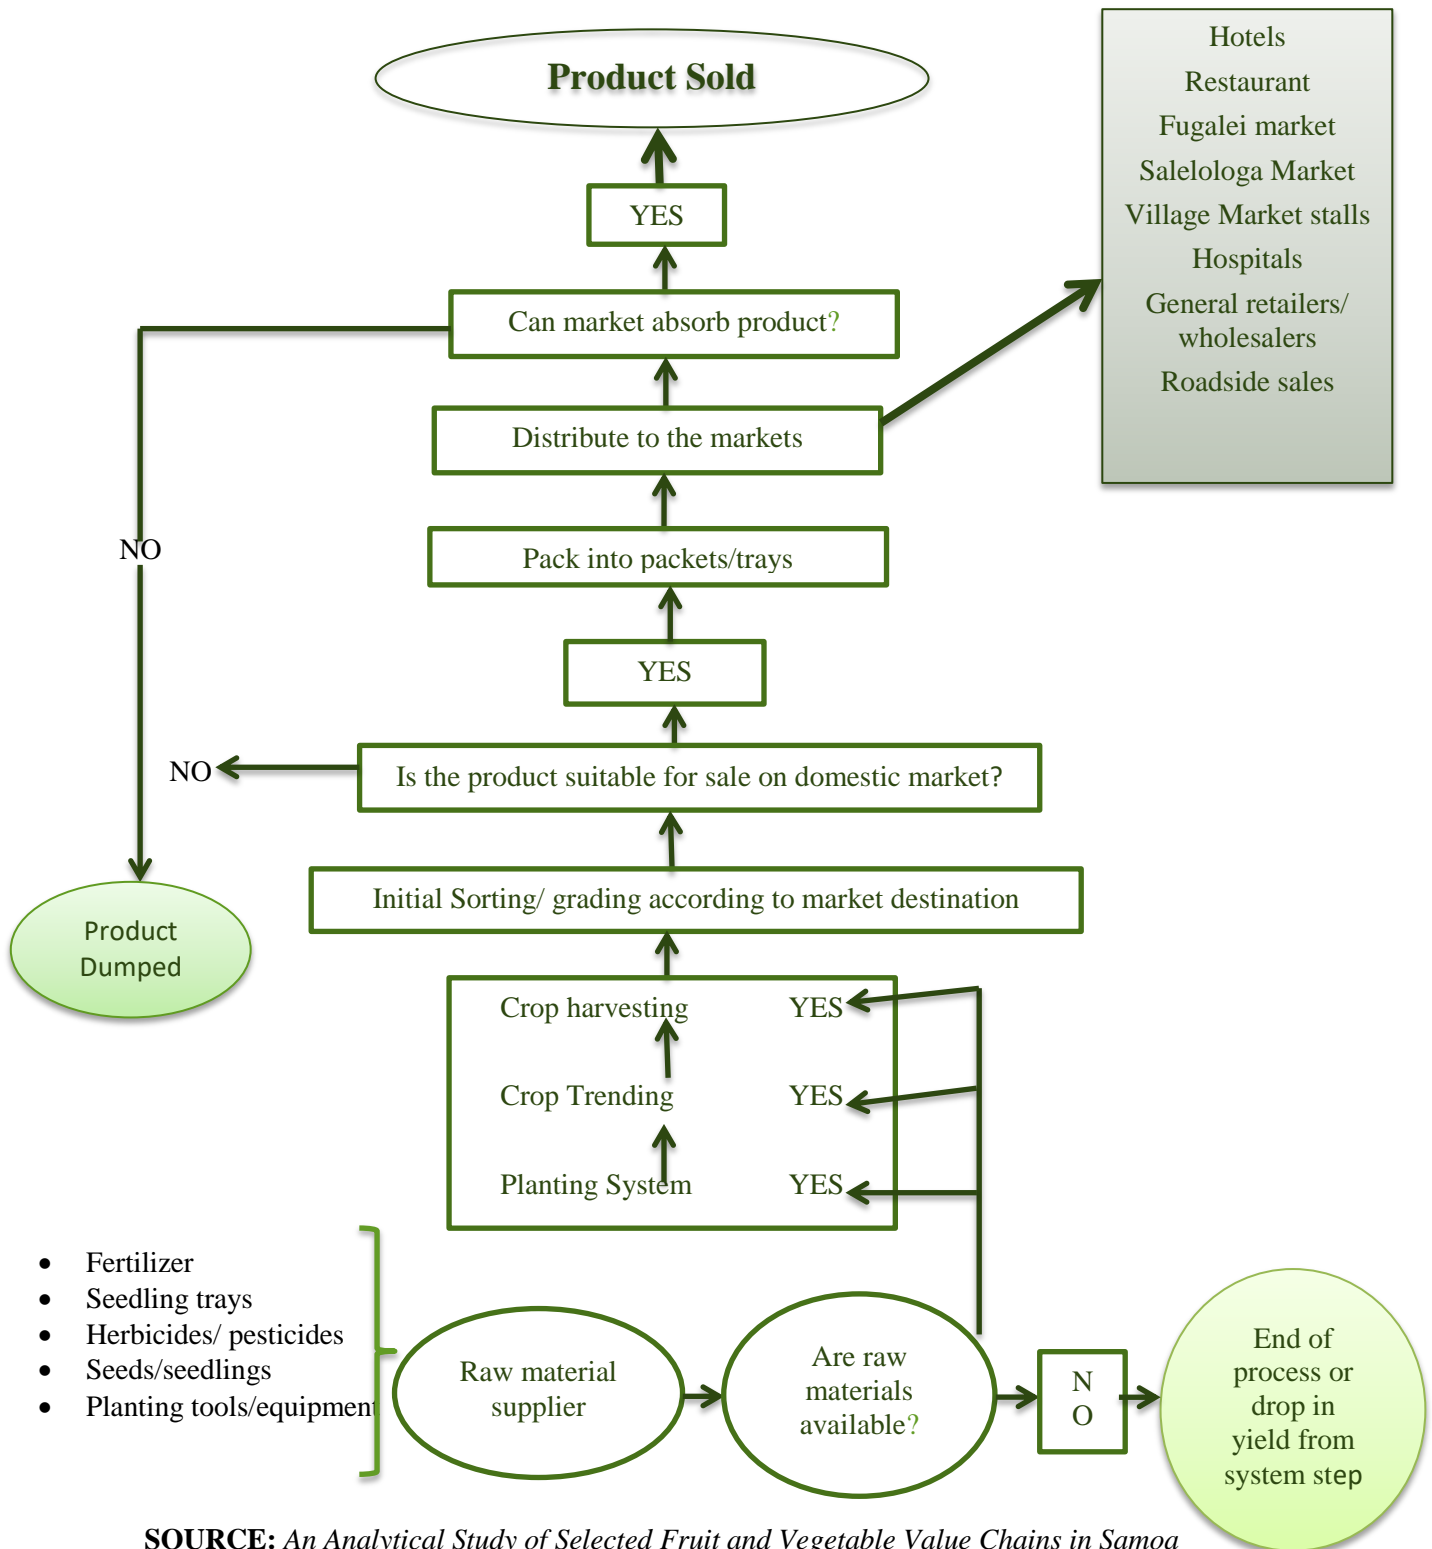 Product Sold
Hotels
Restaurant
Fugalei market
Salelologa Market
Village Market stalls
Hospitals
General retailers/
wholesalers
Roadside sales
YES
Can market absorb product?
Distribute to the markets
NO
Pack into packets/trays
YES
NO
Is the product suitable for sale on domestic market?
Initial Sorting/ grading according to market destination
Product
Dumped
Crop harvesting YES
Crop Trending YES
Planting System YES
• Fertilizer
• Seedling trays
• Herbicides/ pesticides
• Seeds/seedlings
• Planting tools/equipment
Raw material
supplier
Are raw
materials
available?
N
O
End of
process or
drop in
yield from
system step
SOURCE: An Analytical Study of Selected Fruit and Vegetable Value Chains in Samoa